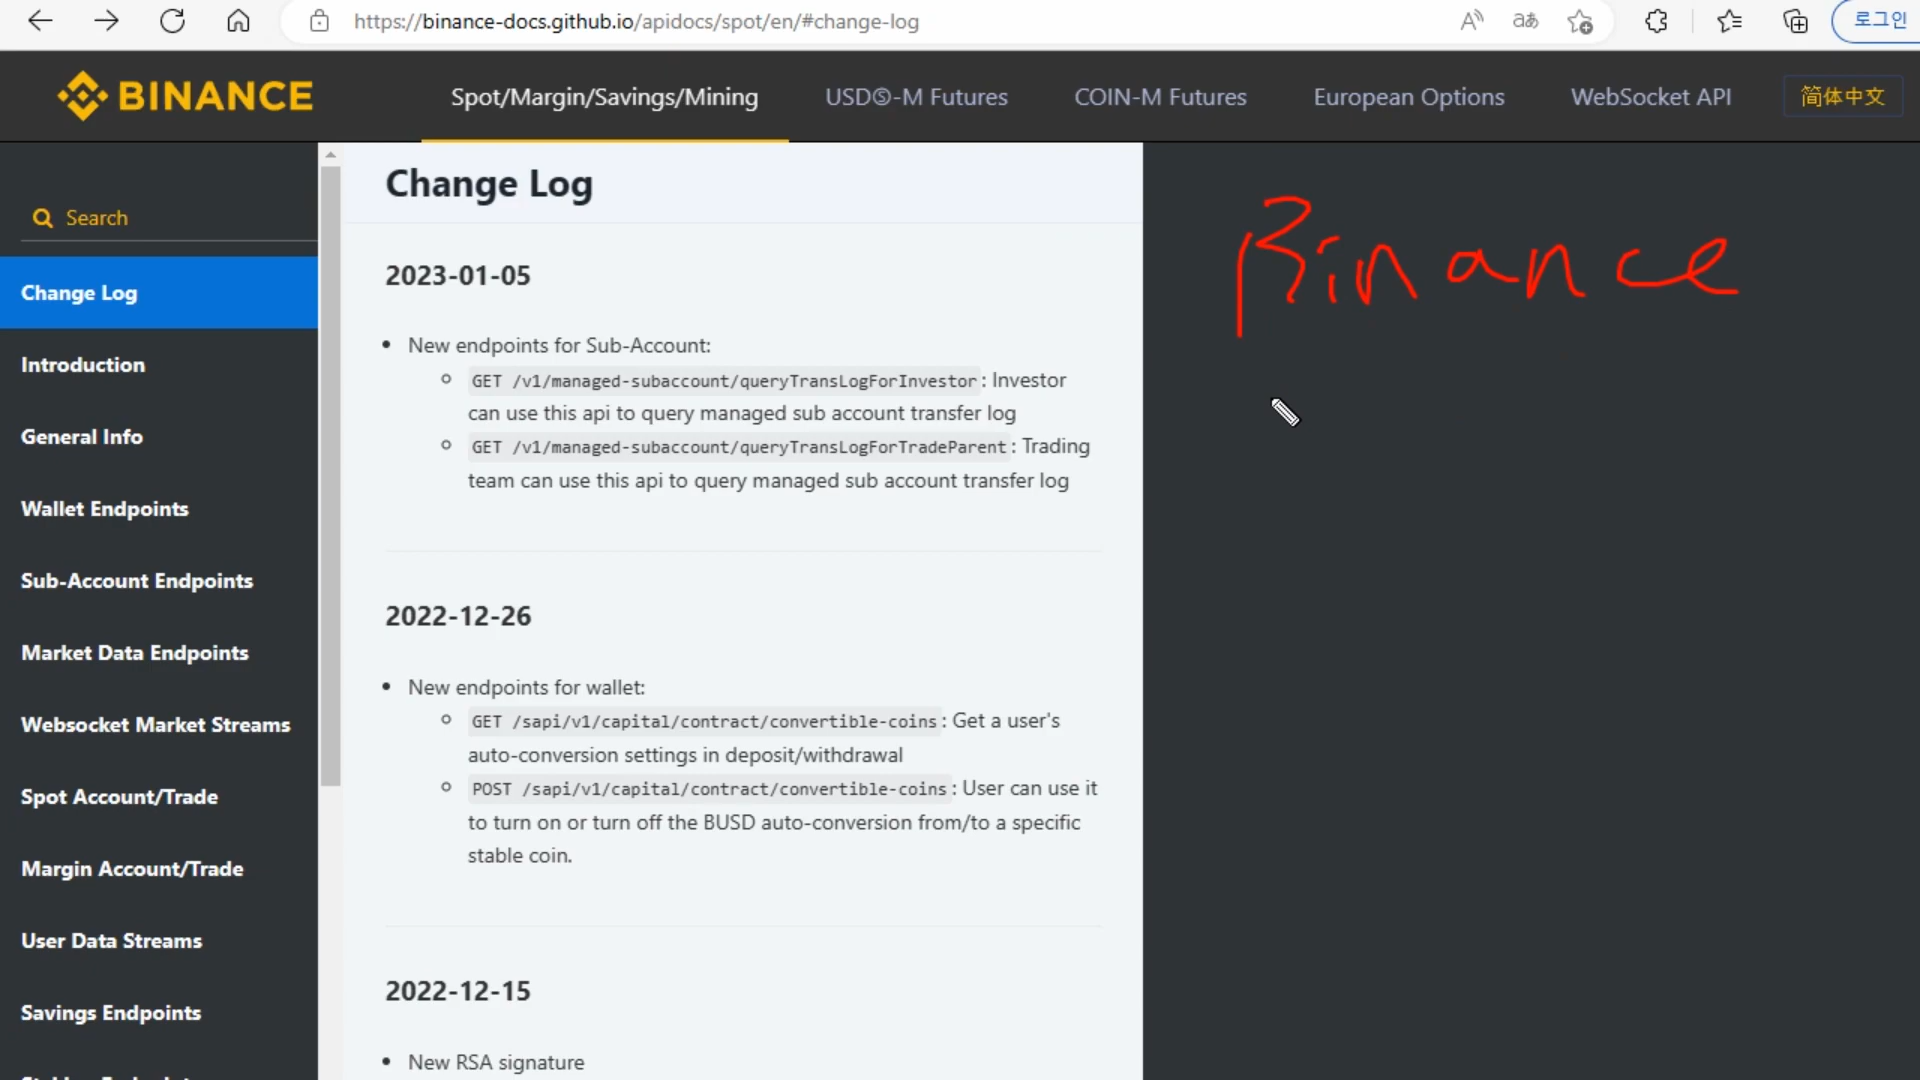 https://binance-docs.github.io/apidocs/spot/en/#change-log
로그인
BINANCE
Spot/Margin/Savings/Mining
USDⓈ-M Futures
COIN-M Futures
European Options
WebSocket API
简体中文
Search
Change Log
Introduction
General Info
Wallet Endpoints
Sub-Account Endpoints
Market Data Endpoints
Websocket Market Streams
Spot Account/Trade
Margin Account/Trade
User Data Streams
Savings Endpoints
Change Log
2023-01-05
New endpoints for Sub-Account:
GET /v1/managed-subaccount/queryTransLogForInvestor: Investor
can use this api to query managed sub account transfer log
GET /v1/managed-subaccount/queryTransLogForTradeParent: Trading
team can use this api to query managed sub account transfer log
2022-12-26
New endpoints for wallet:
GET /sapi/v1/capital/contract/convertible-coins: Get a user's
auto-conversion settings in deposit/withdrawal
POST /sapi/v1/capital/contract/convertible-coins: User can use it
to turn on or turn off the BUSD auto-conversion from/to a specific
stable coin.
2022-12-15
New RSA signature
Binance